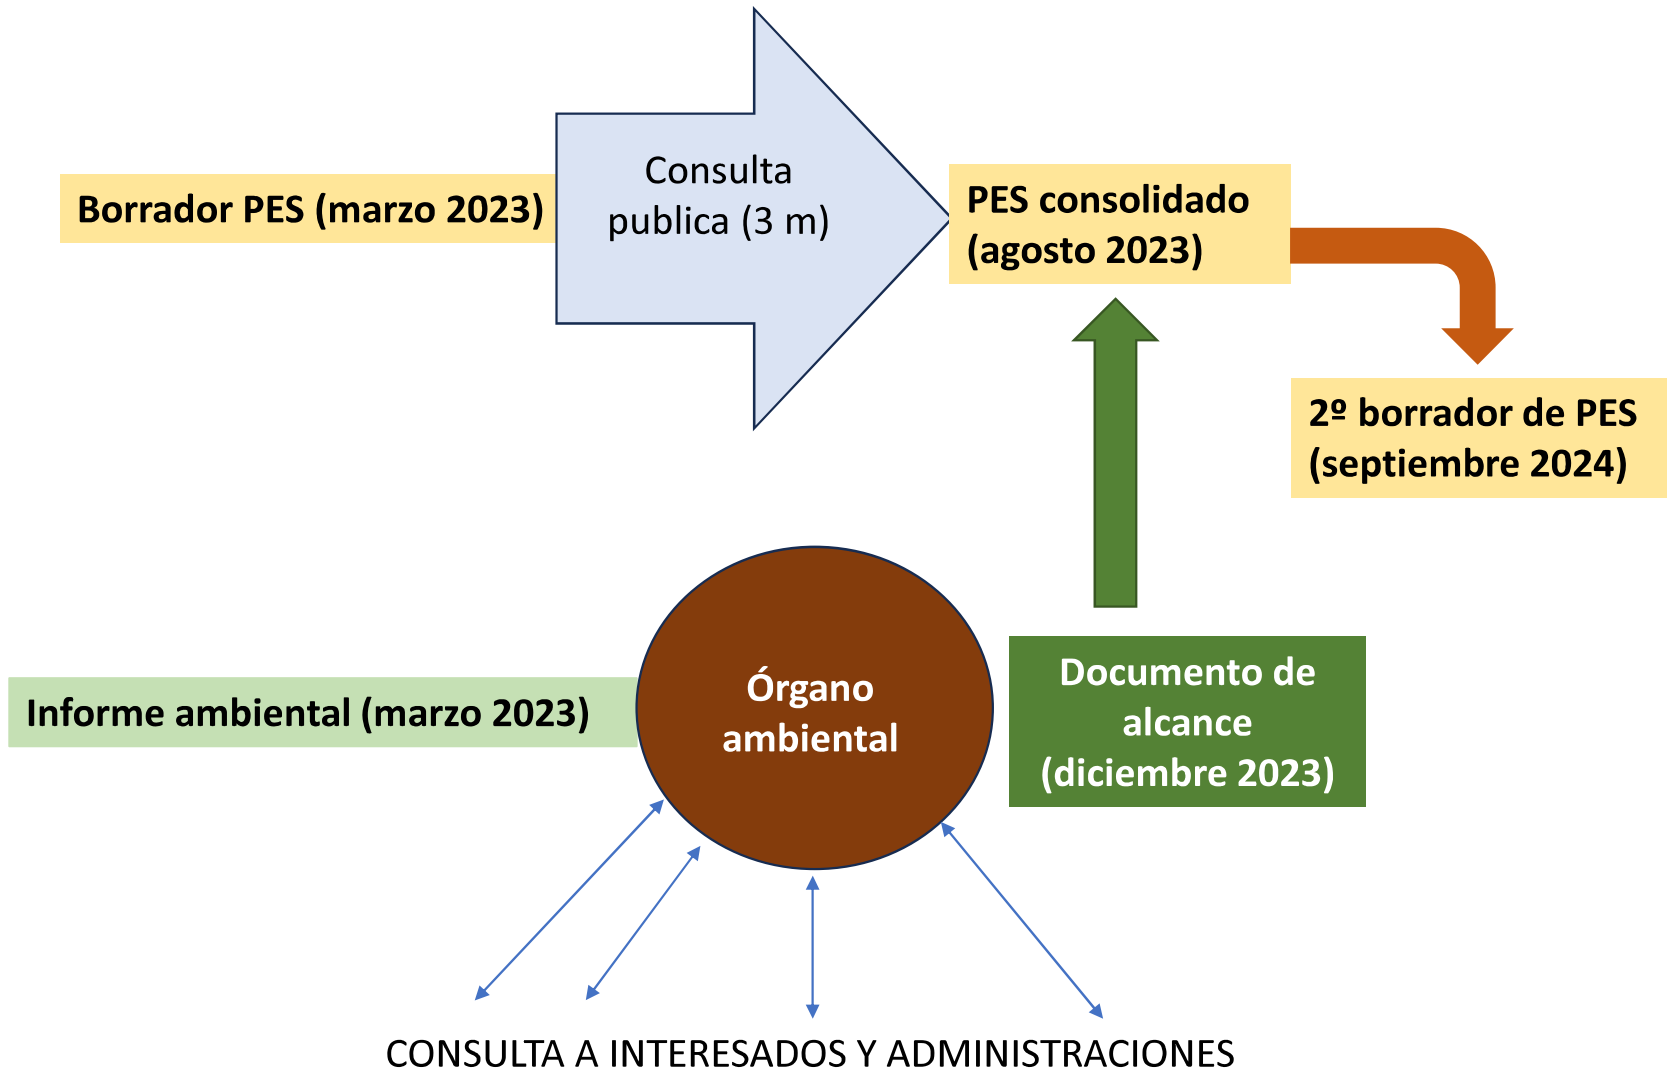 Borrador PES (marzo 2023)
Consulta
publica (3 m)
PES consolidado
(agosto 2023)
2º borrador de PES
(septiembre 2024)
Informe ambiental (marzo 2023)
Órgano
ambiental
Documento de
alcance
(diciembre 2023)
CONSULTA A INTERESADOS Y ADMINISTRACIONES